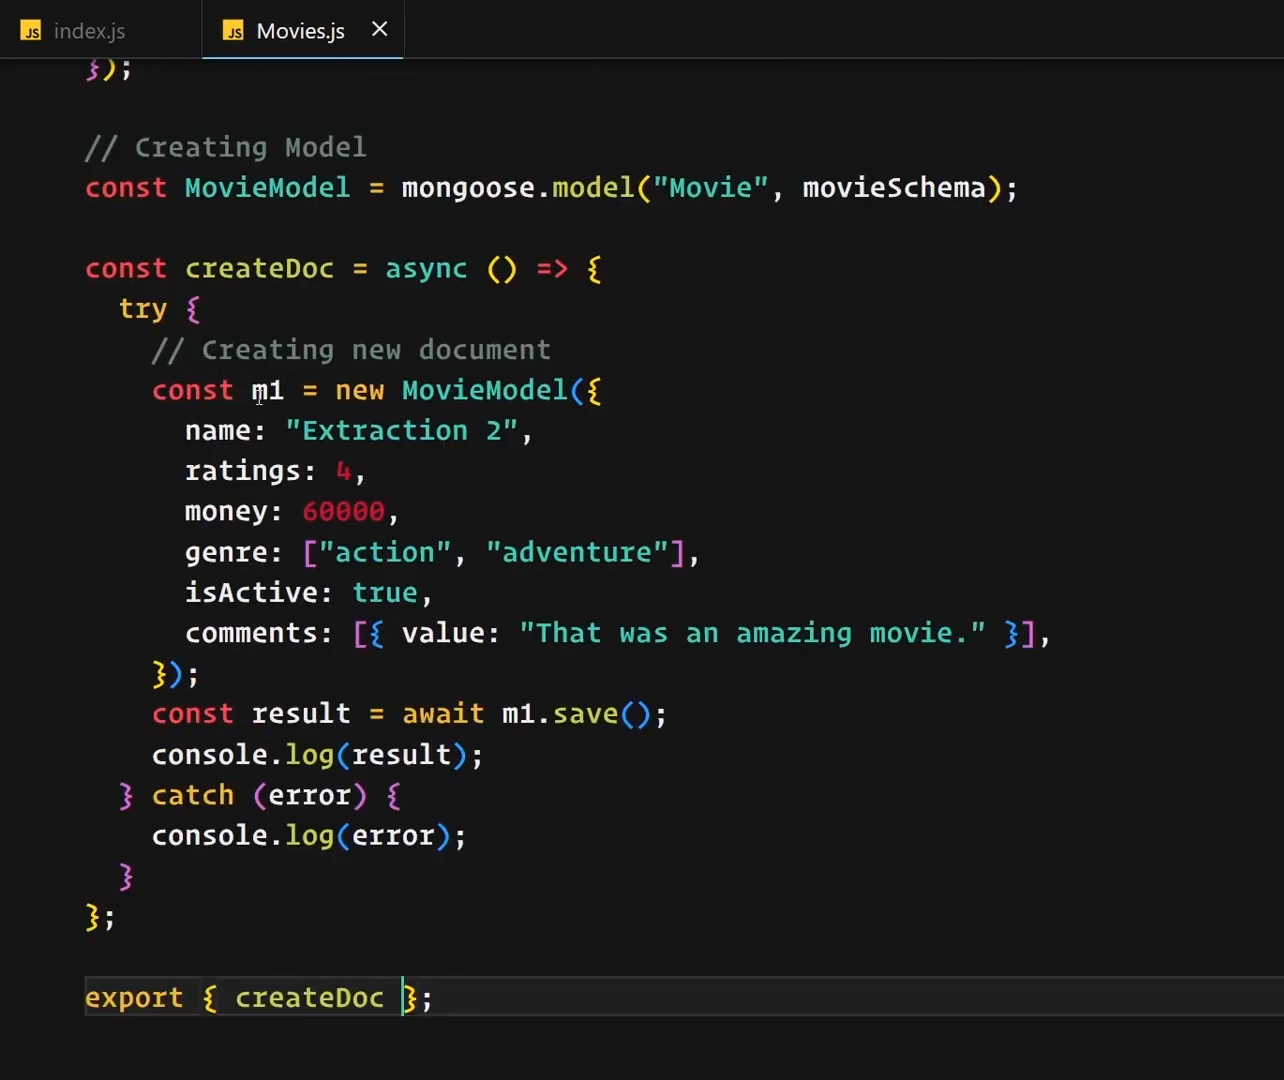 JS index.js JS Movies.js ×
});
// Creating Model
const MovieModel = mongoose.model("Movie", movieSchema);
const createDoc = async () => {
  try {
    // Creating new document
    const m1 = new MovieModel({
      name: "Extraction 2",
      ratings: 4,
      money: 60000,
      genre: ["action", "adventure"],
      isActive: true,
      comments: [{ value: "That was an amazing movie." }],
    });
    const result = await m1.save();
    console.log(result);
  } catch (error) {
    console.log(error);
  }
};
export { createDoc };